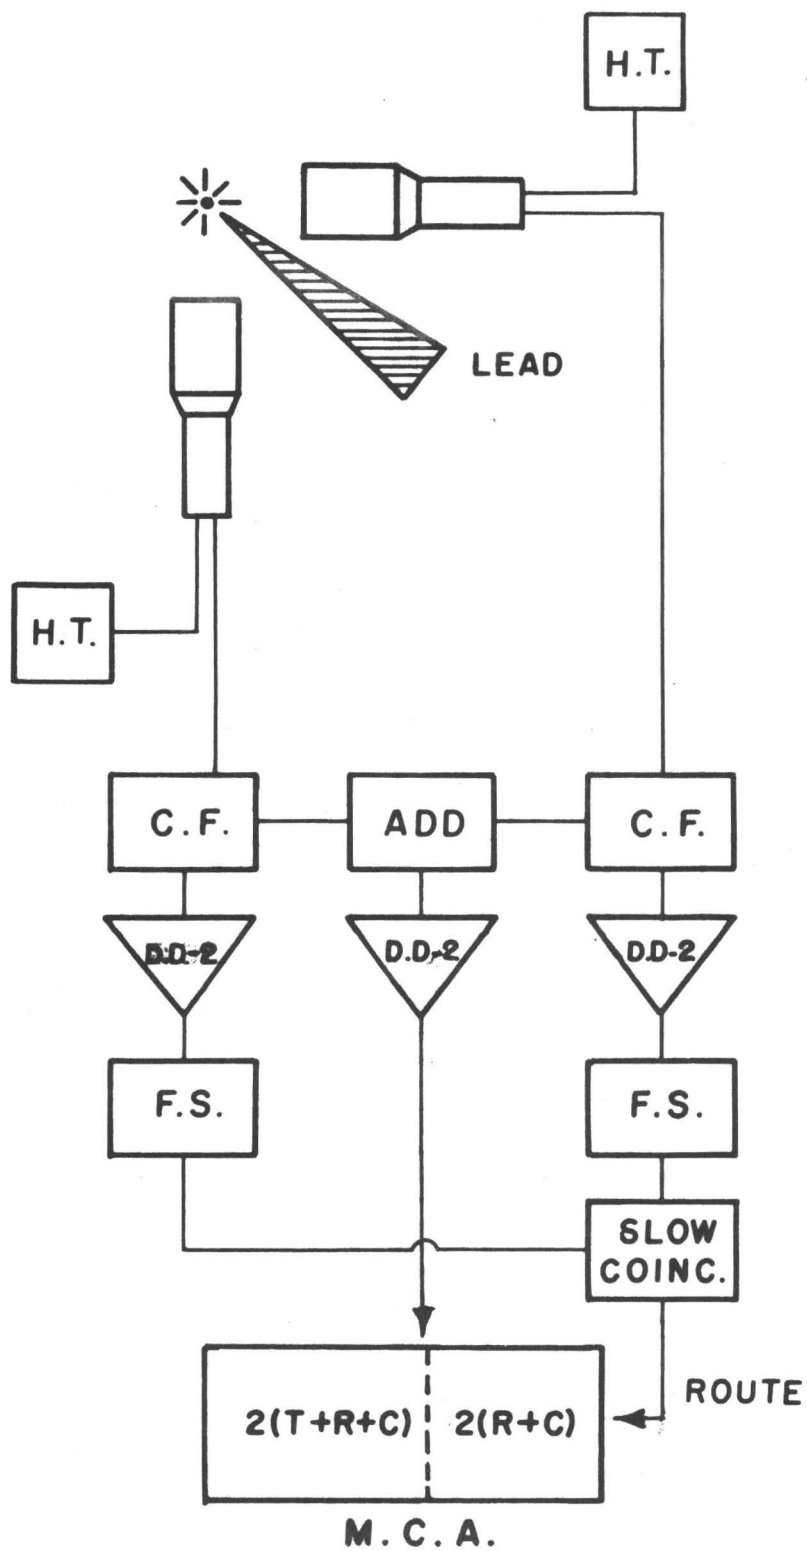 H.T.
LEAD
H.T.
C.F.
ADD
C.F.
D.D-2
D.D-2
D.D-2
F.S.
F.S.
SLOW
COINC.
ROUTE
2(T+R+C)
2(R+C)
M.C.A.